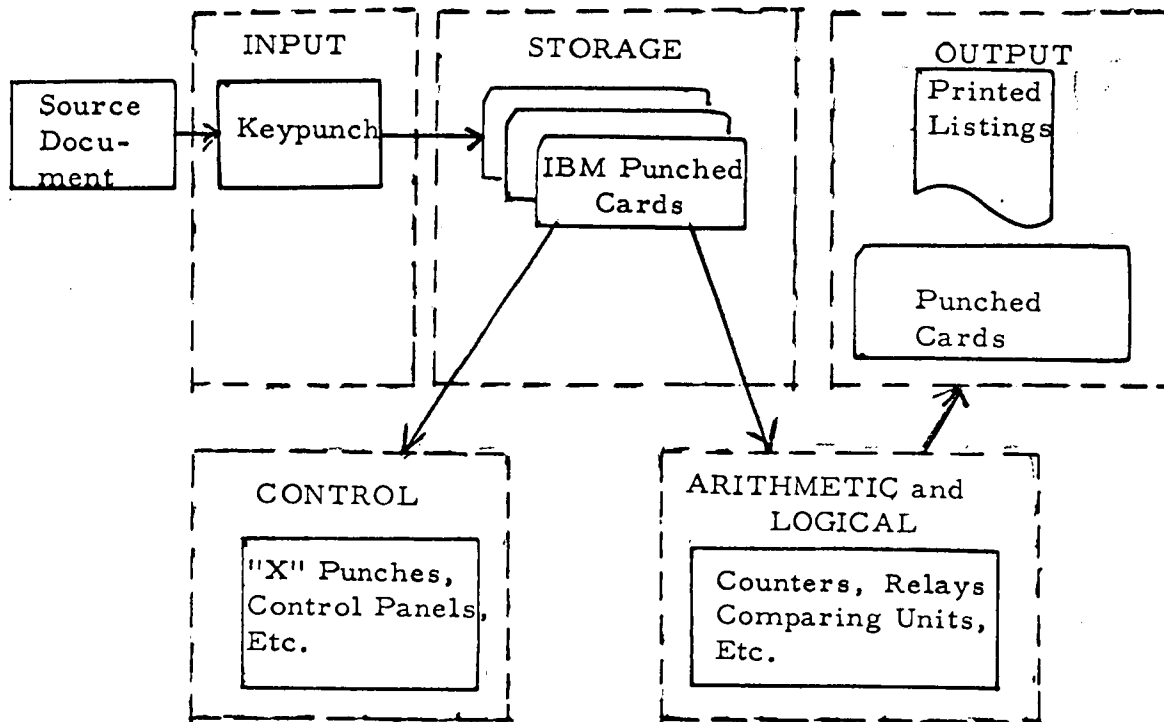 INPUT
STORAGE
OUTPUT
Source
Docu-
ment
Keypunch
IBM Punched
Cards
Printed
Listings
Punched
Cards
CONTROL
"X" Punches,
Control Panels,
Etc.
ARITHMETIC and
LOGICAL
Counters, Relays
Comparing Units,
Etc.